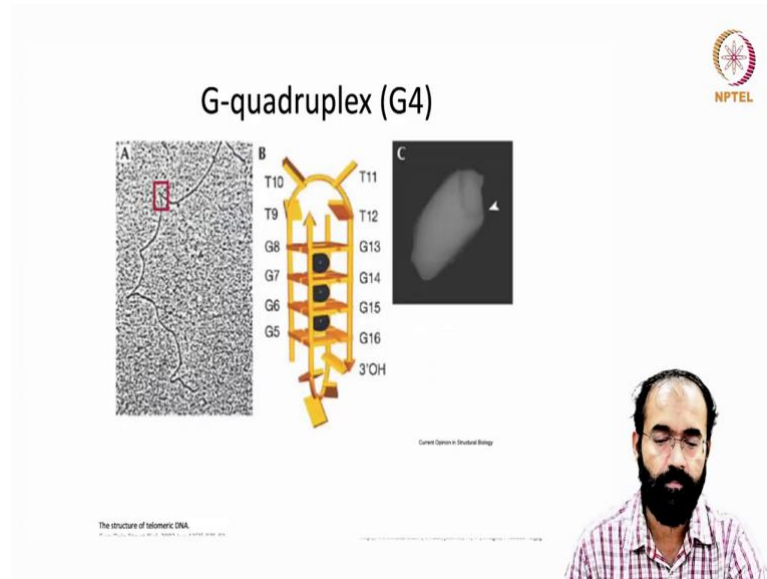 NPTEL
G-quadruplex (G4)
A
B
C
T10
T11
T9
T12
G8
G13
G7
G14
G6
G15
G5
G16
3'OH
Current Opinion in Structural Biology
The structure of telomeric DNA.